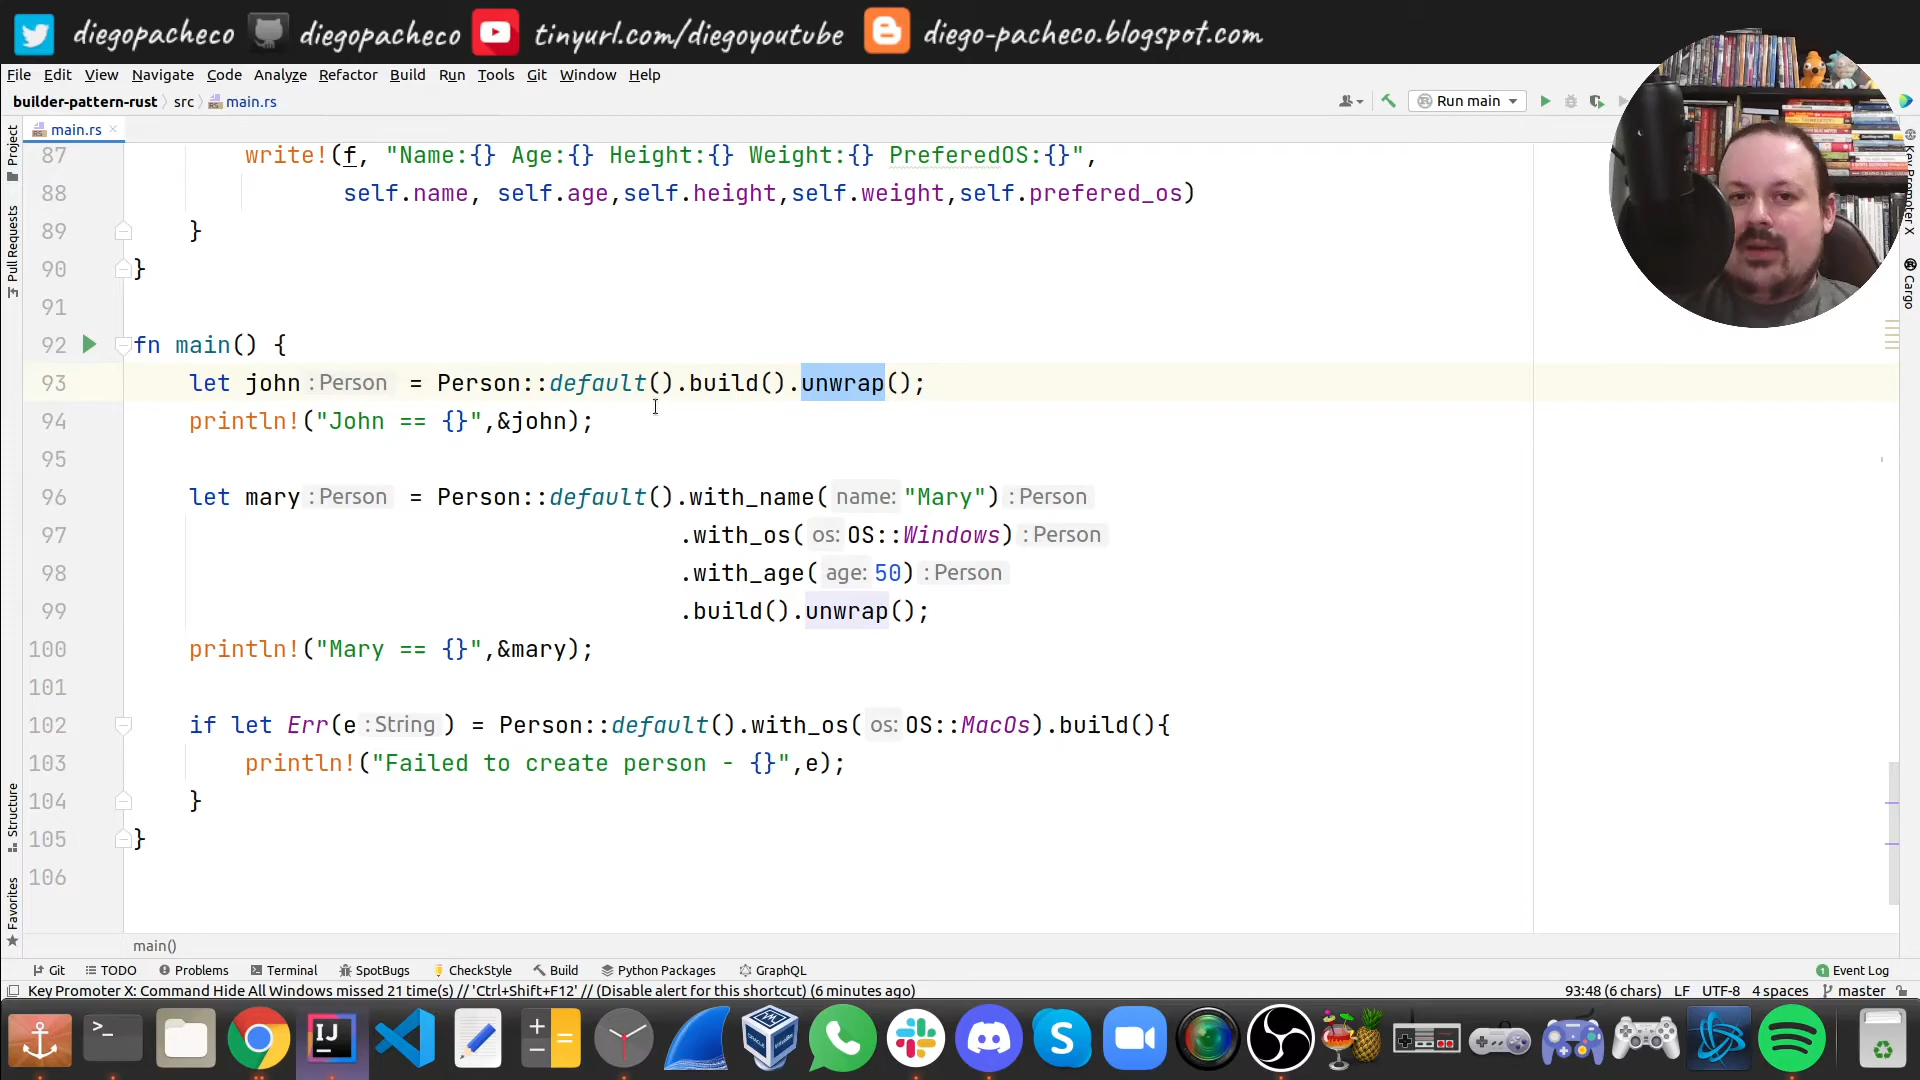 diegopacheco diegopacheco tinyurl.com/diegoyoutube diego-pacheco.blogspot.com
File Edit View Navigate Code Analyze Refactor Build Run Tools Git Window Help
builder-pattern-rust src main.rs
Run main
main.rs
87 write!(f, "Name:{} Age:{} Height:{} Weight:{} PreferedOS:{}",
88 self.name, self.age,self.height,self.weight,self.prefered_os)
89 }
90 }
91
92 fn main() {
93 let john : Person = Person::default().build().unwrap();
94 println!("John == {}",&john);
95
96 let mary : Person = Person::default().with_name( name: "Mary") : Person
97 .with_os( os: OS::Windows) : Person
98 .with_age( age: 50) : Person
99 .build().unwrap();
100 println!("Mary == {}",&mary);
101
102 if let Err(e : String ) = Person::default().with_os( os: OS::MacOs).build(){
103 println!("Failed to create person - {}",e);
104 }
105 }
106
Project
Pull Requests
Structure
Favorites
Key Promoter X
Cargo
main()
Git TODO Problems Terminal SpotBugs CheckStyle Build Python Packages GraphQL 1 Event Log
Key Promoter X: Command Hide All Windows missed 21 time(s) // 'Ctrl+Shift+F12' // (Disable alert for this shortcut) (6 minutes ago) 93:48 (6 chars) LF UTF-8 4 spaces master
IJ
S